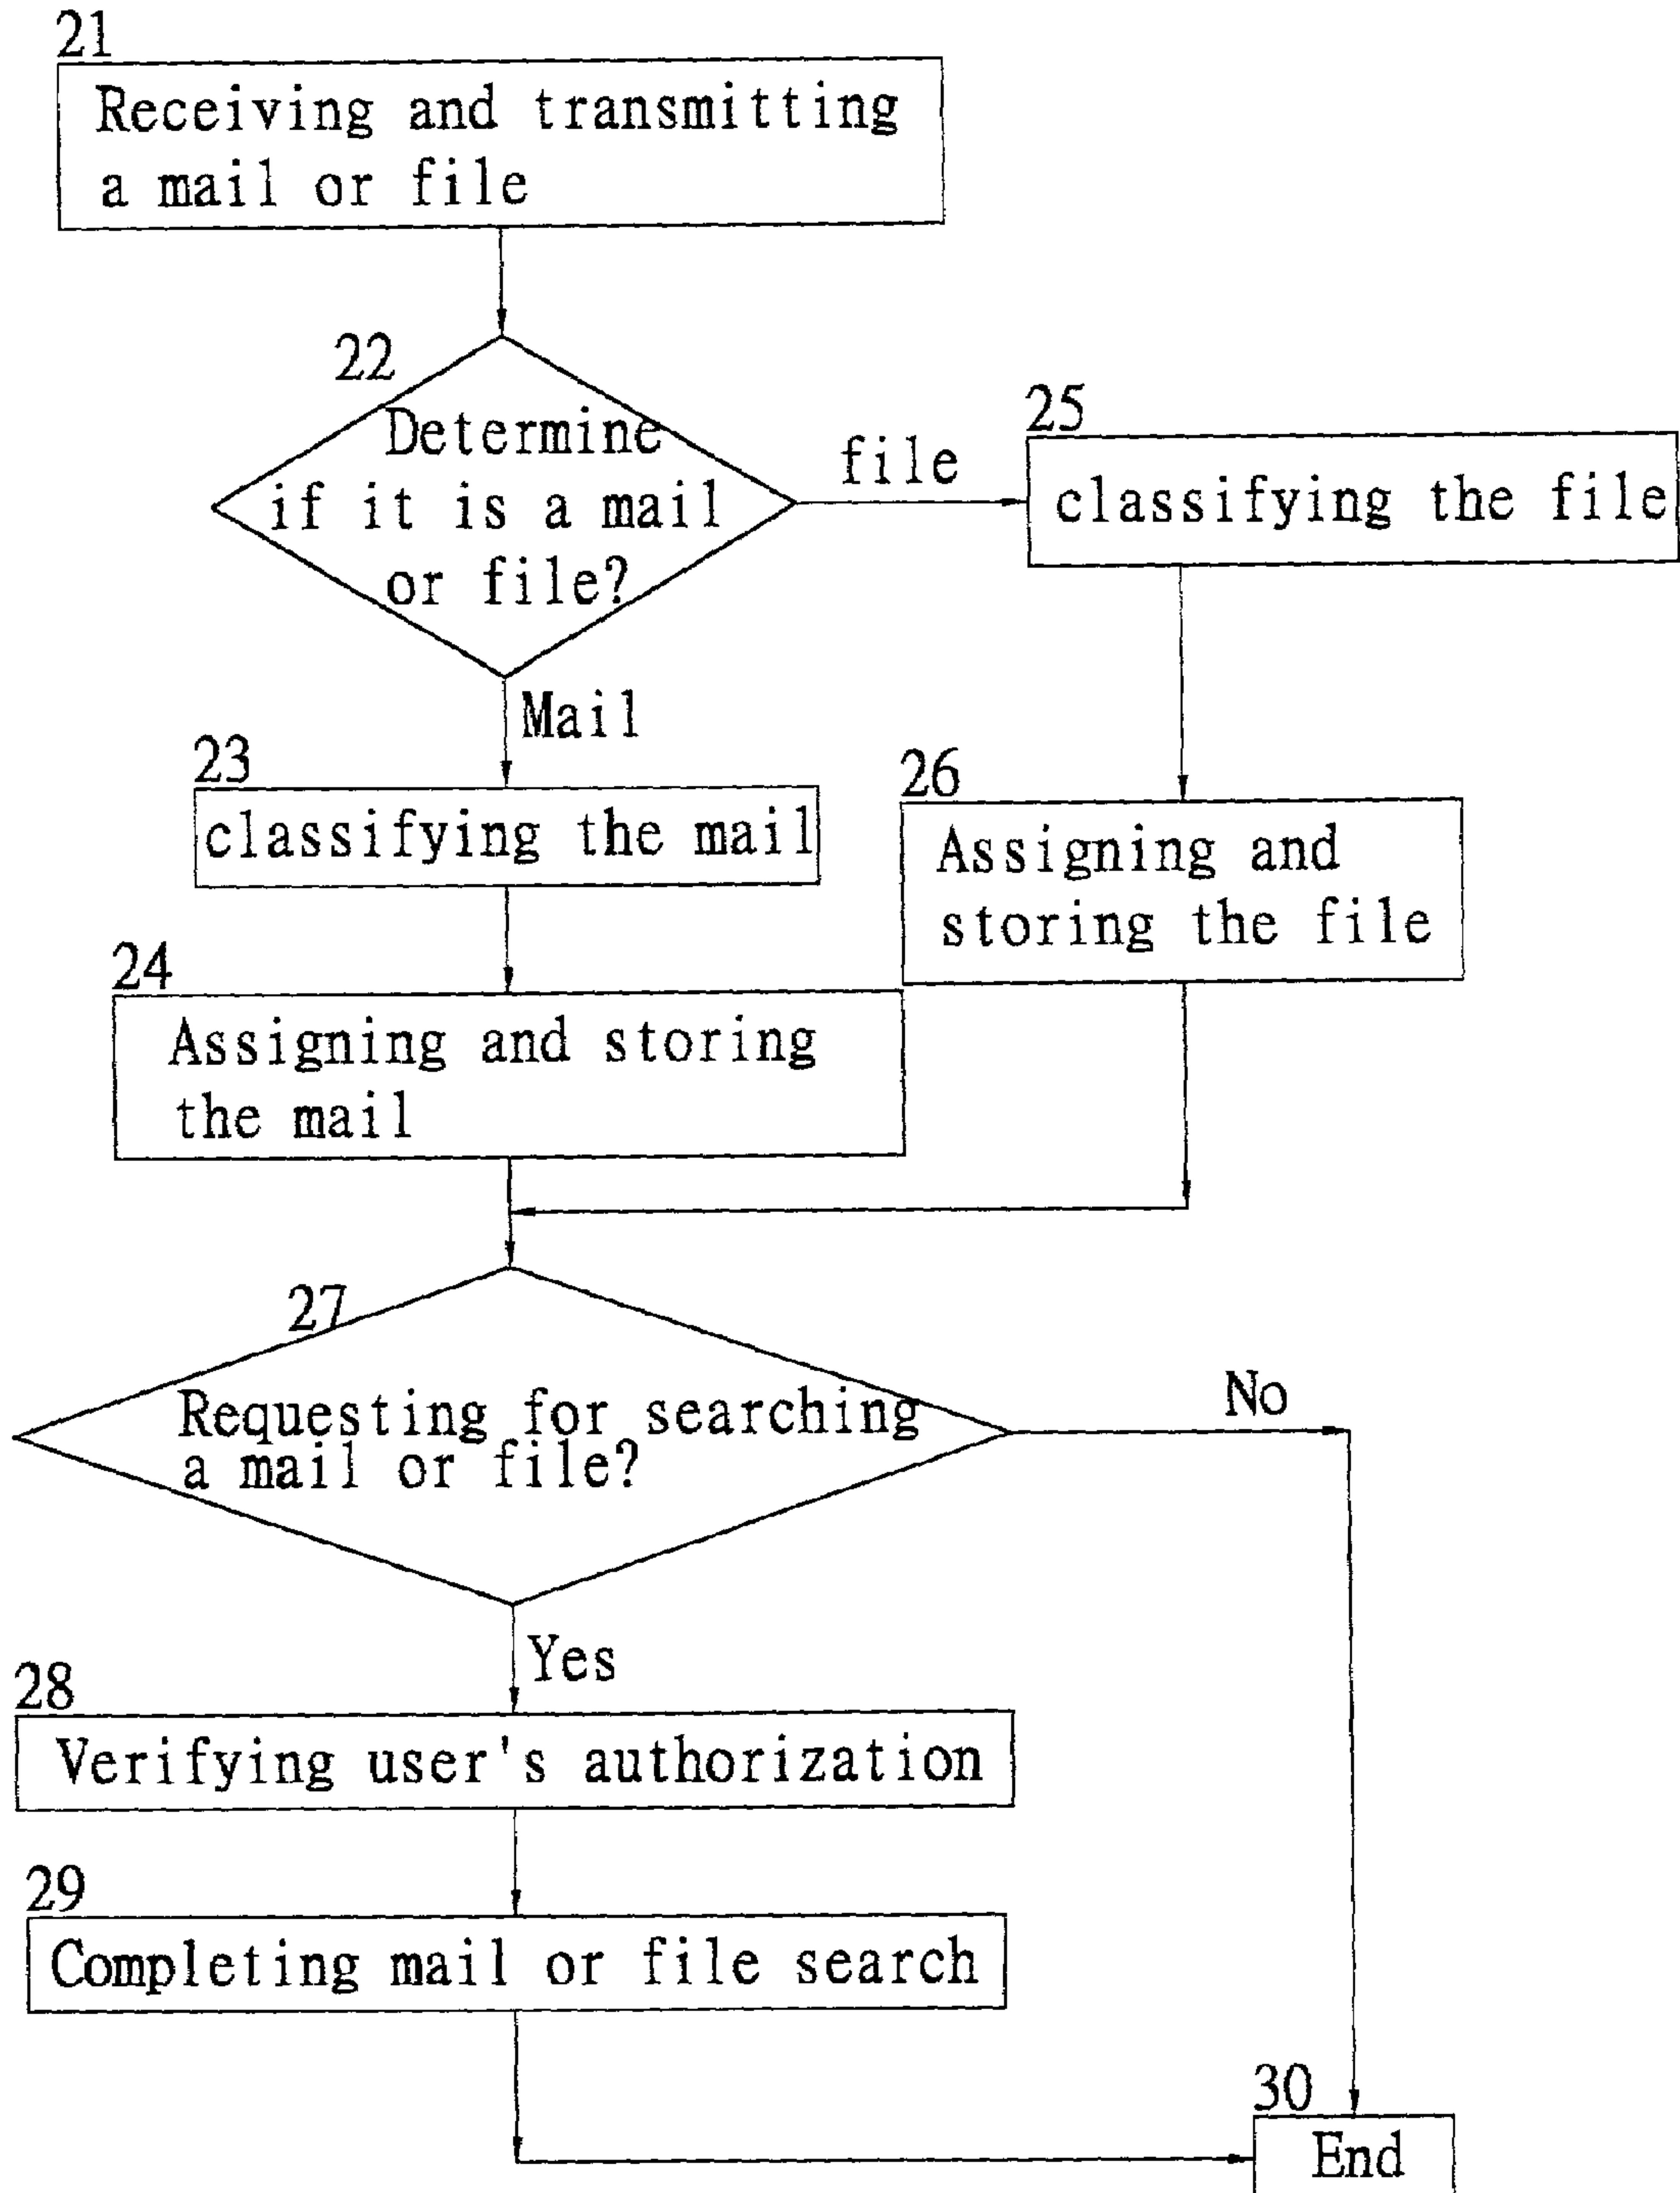 21
Receiving and transmitting
a mail or file
22
Determine
if it is a mail
or file?
file
25
classifying the file
Mail
23
classifying the mail
26
Assigning and
storing the file
24
Assigning and storing
the mail
27
Requesting for searching
a mail or file?
No
Yes
28
Verifying user's authorization
29
Completing mail or file search
30
End